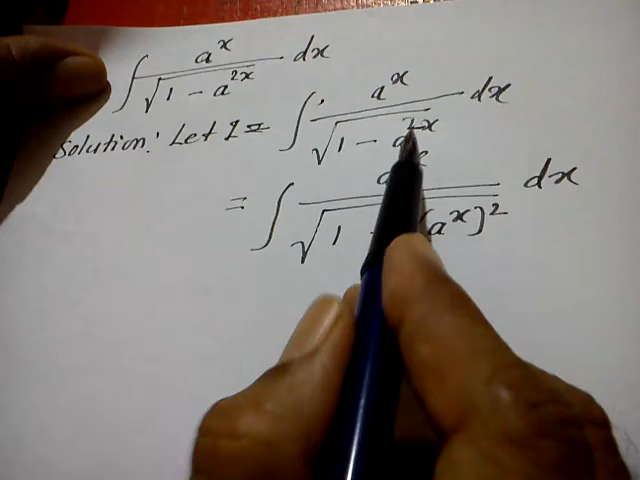 ∫ a^x / √(1 - a^2x) dx
Solution: Let I = ∫ a^x / √(1 - a^2x) dx
= ∫ a^x / √(1 - (a^x)^2) dx